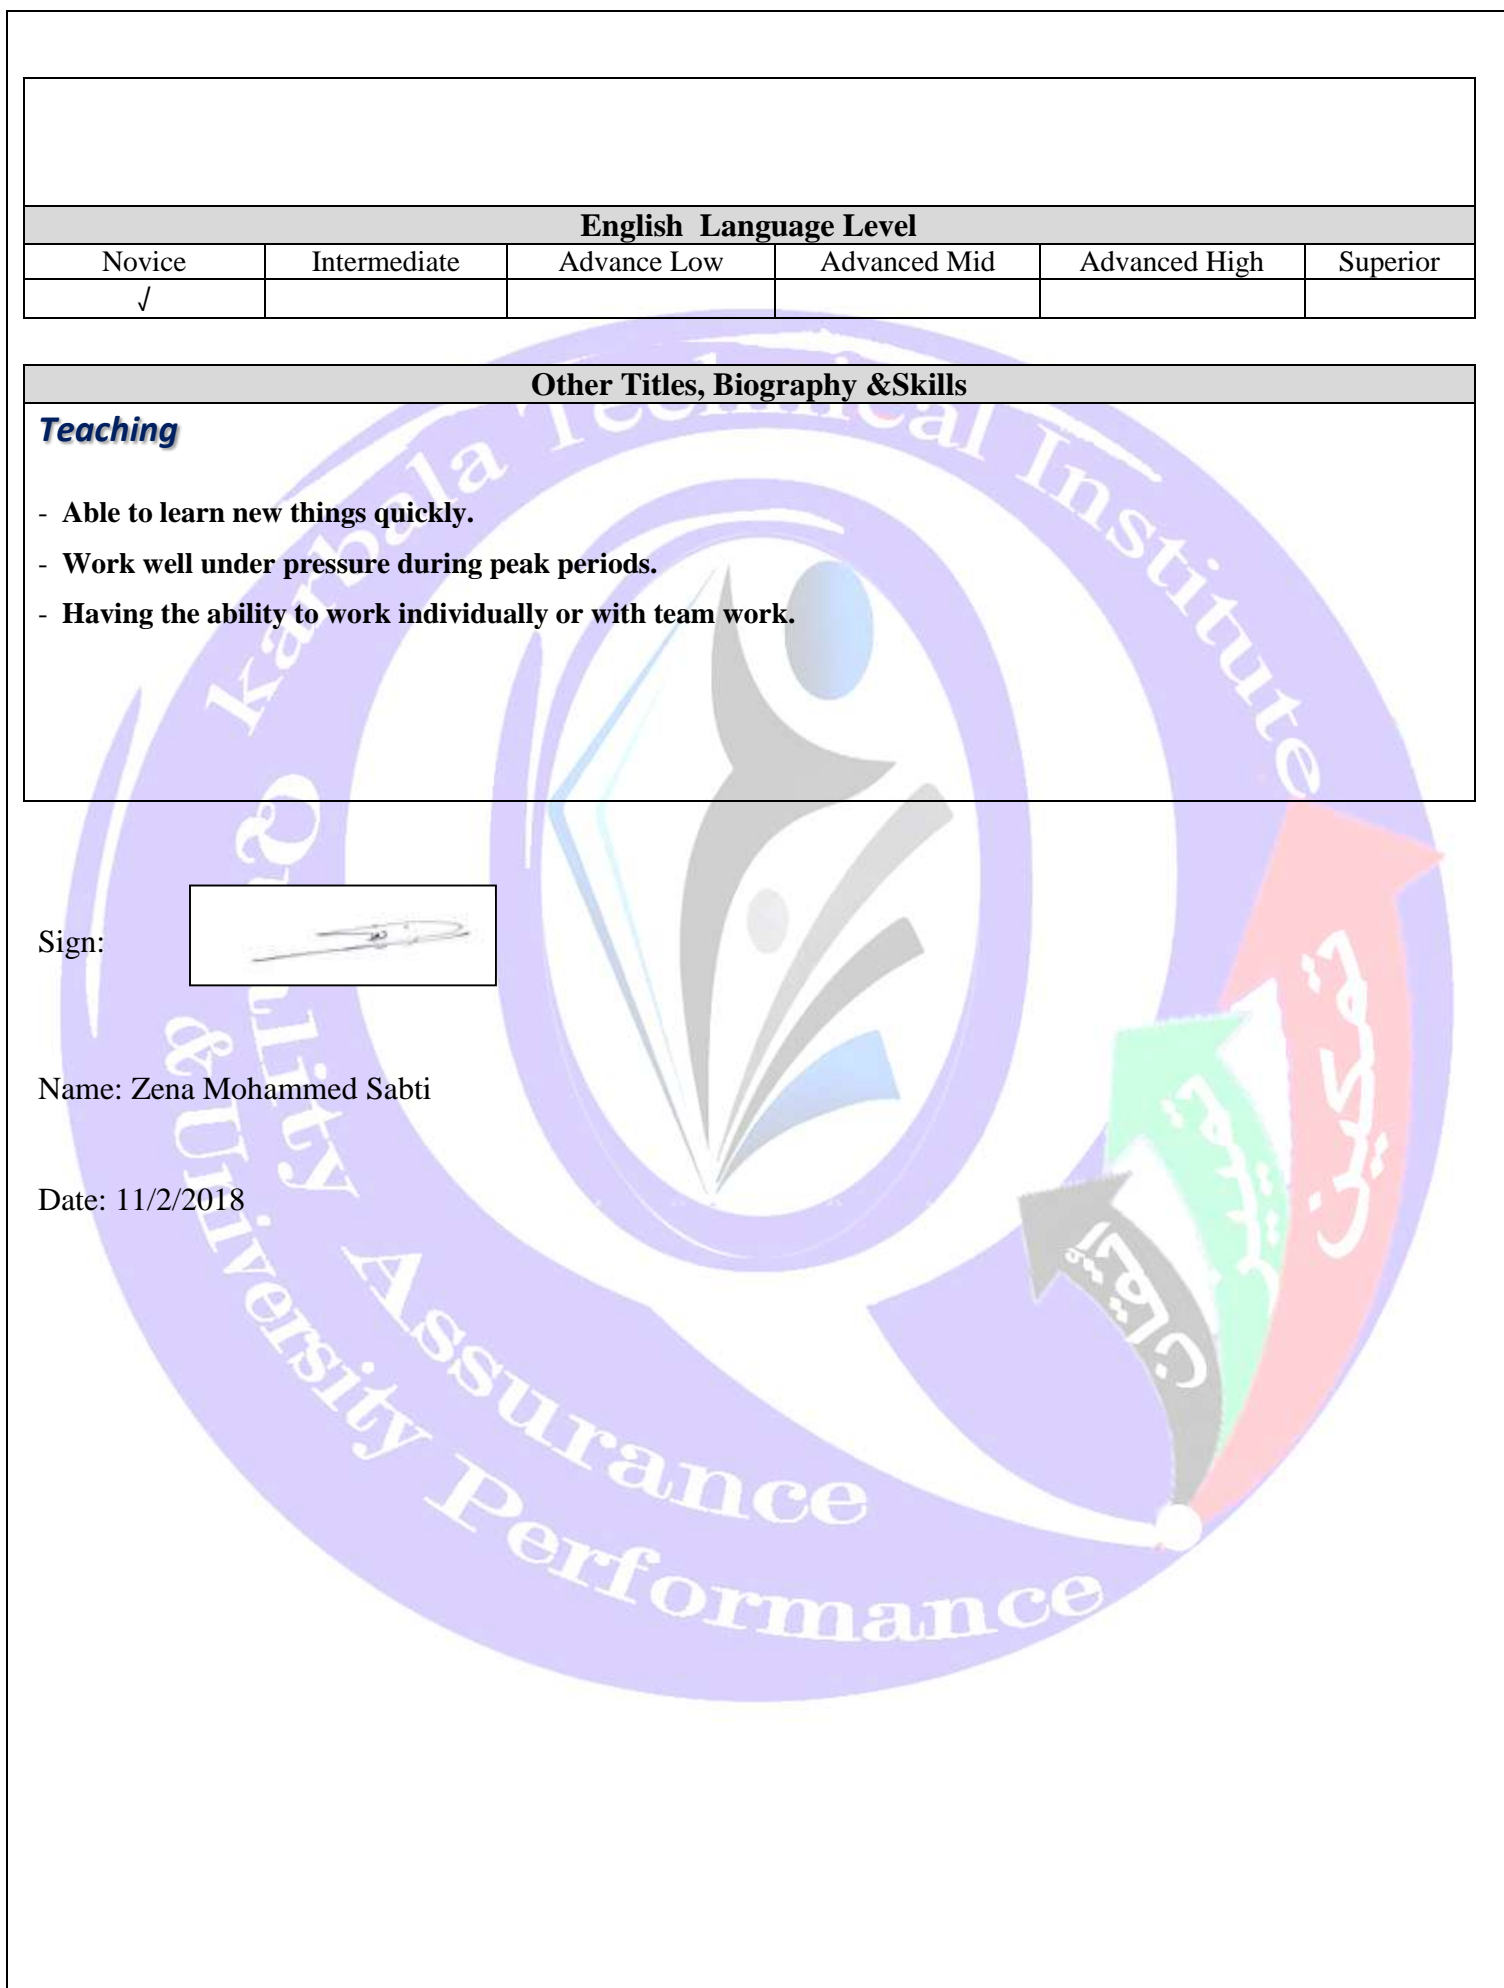 English Language Level
Novice Intermediate Advance Low Advanced Mid Advanced High Superior
√
Other Titles, Biography &Skills
Teaching
- Able to learn new things quickly.
- Work well under pressure during peak periods.
- Having the ability to work individually or with team work.
Sign:
Name: Zena Mohammed Sabti
Date: 11/2/2018
karbala Technical Institute
Quality Assurance
& University Performance